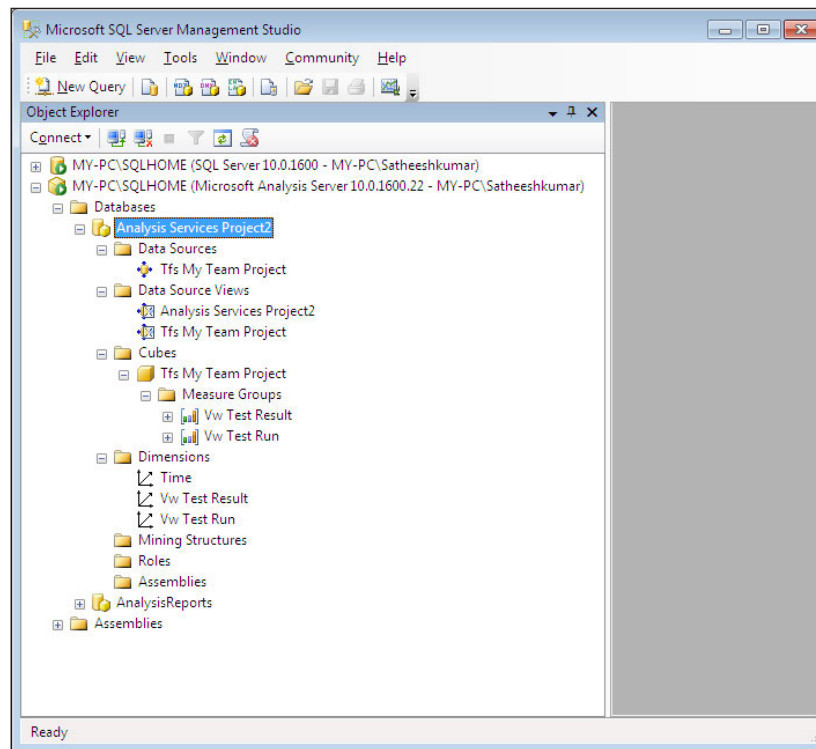 Microsoft SQL Server Management Studio
File Edit View Tools Window Community Help
New Query
Object Explorer
Connect
MY-PC\SQLHOME (SQL Server 10.0.1600 - MY-PC\Satheeshkumar)
MY-PC\SQLHOME (Microsoft Analysis Server 10.0.1600.22 - MY-PC\Satheeshkumar)
Databases
Analysis Services Project2
Data Sources
Tfs My Team Project
Data Source Views
Analysis Services Project2
Tfs My Team Project
Cubes
Tfs My Team Project
Measure Groups
Vw Test Result
Vw Test Run
Dimensions
Time
Vw Test Result
Vw Test Run
Mining Structures
Roles
Assemblies
AnalysisReports
Assemblies
Ready